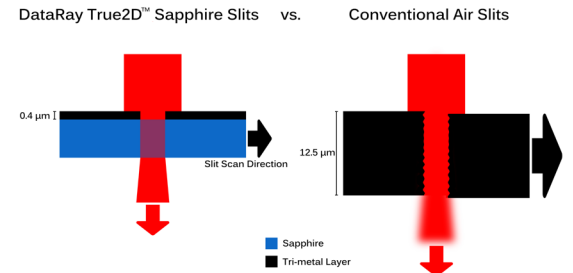 DataRay True2D™ Sapphire Slits vs. Conventional Air Slits
0.4 µm
12.5 µm
Slit Scan Direction
Sapphire
Tri-metal Layer